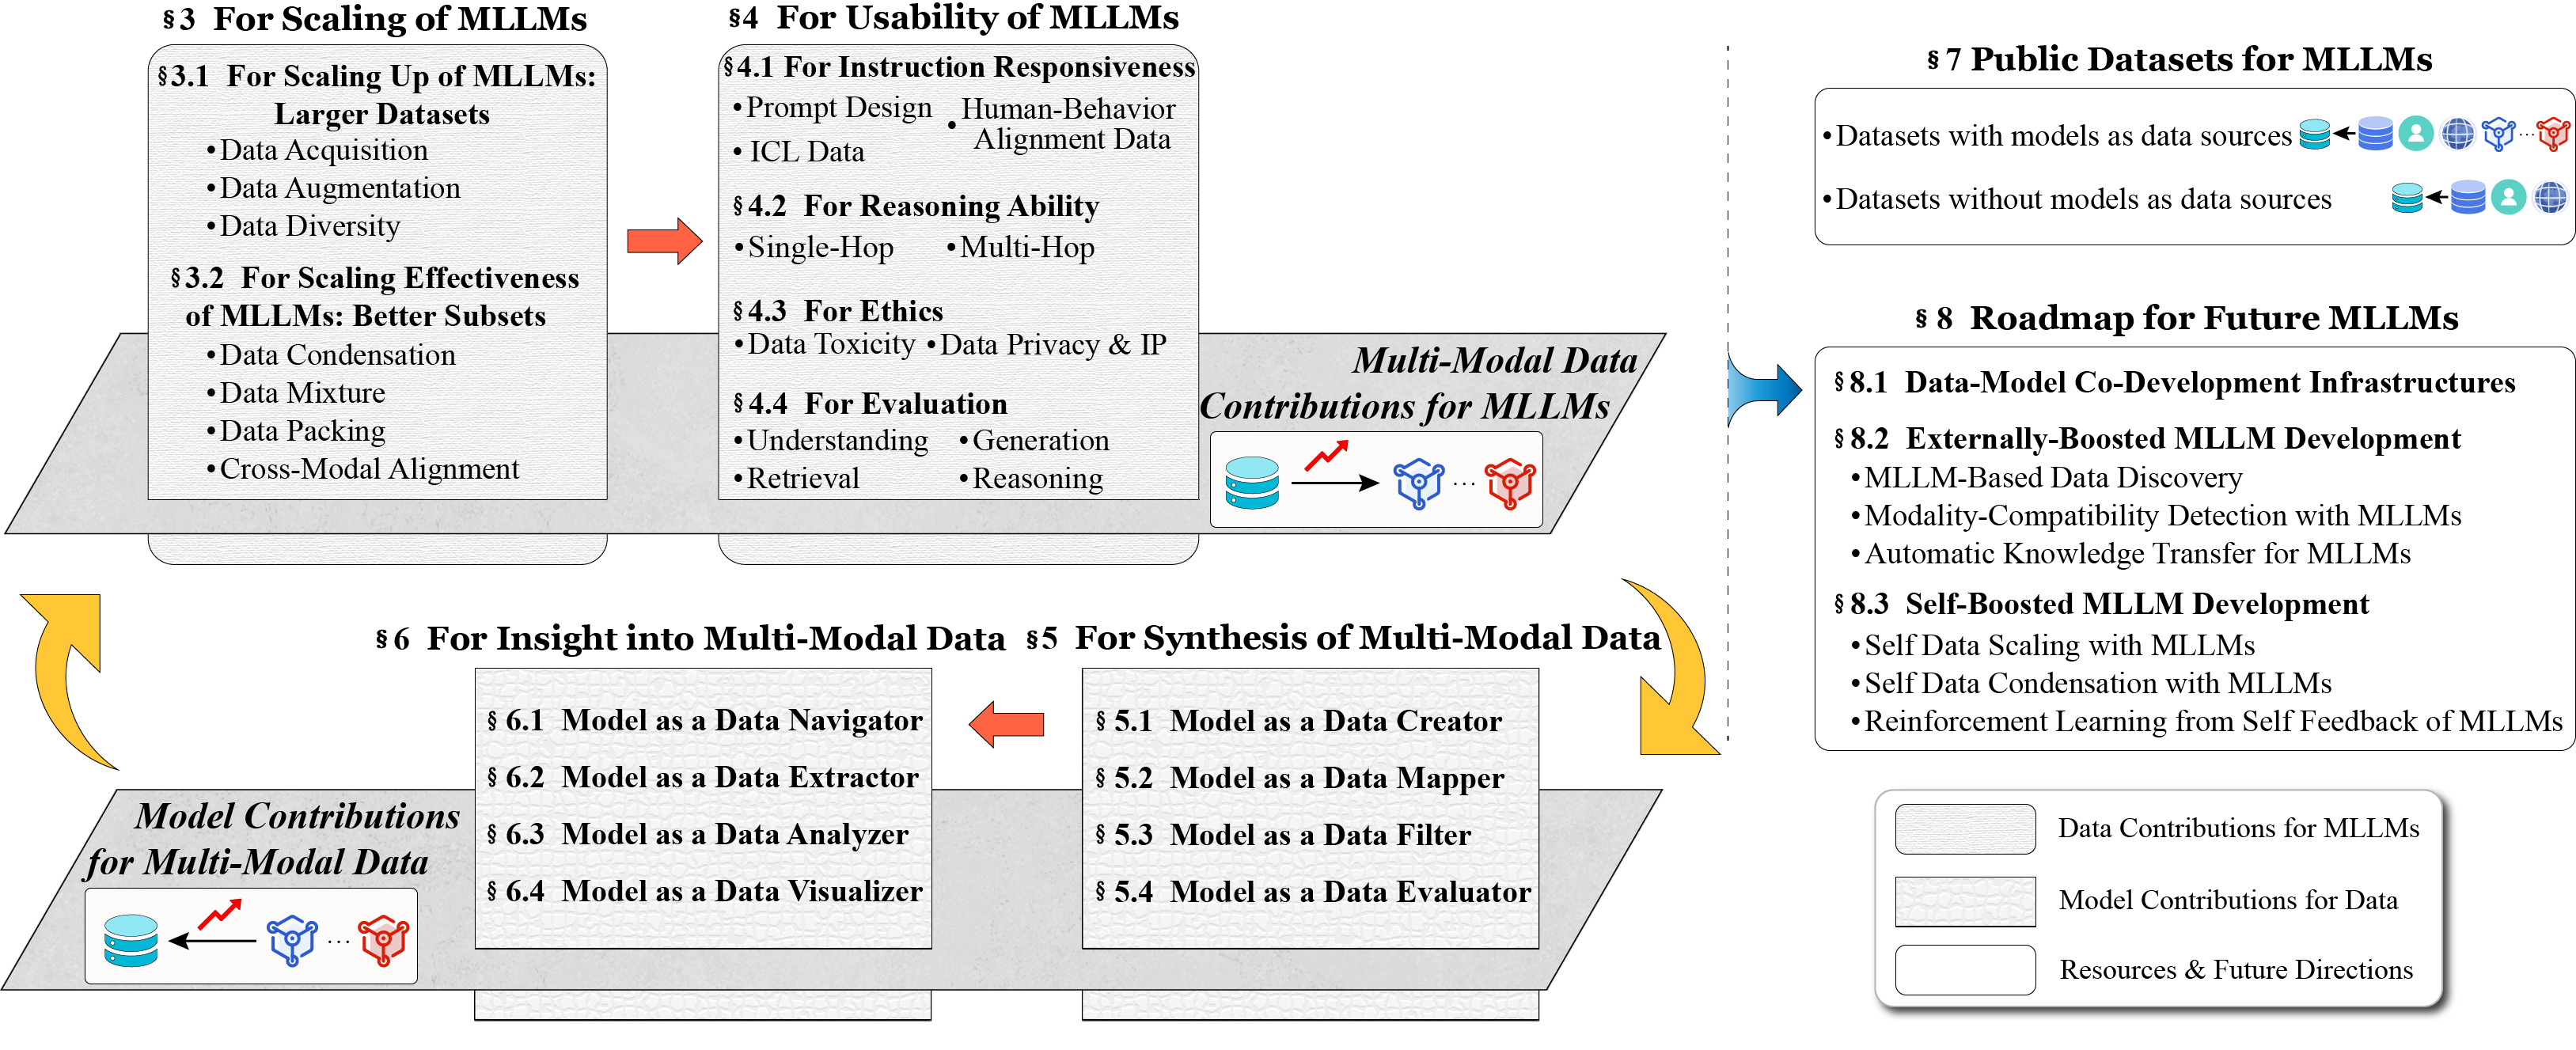 §3 For Scaling of MLLMs
§3.1 For Scaling Up of MLLMs:
Larger Datasets
•Data Acquisition
•Data Augmentation
•Data Diversity
§3.2 For Scaling Effectiveness
of MLLMs: Better Subsets
•Data Condensation
•Data Mixture
•Data Packing
•Cross-Modal Alignment
§4 For Usability of MLLMs
§4.1 For Instruction Responsiveness
•Prompt Design
•Human-Behavior
Alignment Data
•ICL Data
§4.2 For Reasoning Ability
•Single-Hop •Multi-Hop
§4.3 For Ethics
•Data Toxicity •Data Privacy & IP
§4.4 For Evaluation
•Understanding •Generation
•Retrieval •Reasoning
Multi-Modal Data
Contributions for MLLMs
...
§6 For Insight into Multi-Modal Data
§6.1 Model as a Data Navigator
§6.2 Model as a Data Extractor
§6.3 Model as a Data Analyzer
§6.4 Model as a Data Visualizer
§5 For Synthesis of Multi-Modal Data
§5.1 Model as a Data Creator
§5.2 Model as a Data Mapper
§5.3 Model as a Data Filter
§5.4 Model as a Data Evaluator
Model Contributions
for Multi-Modal Data
...
§7 Public Datasets for MLLMs
•Datasets with models as data sources ...
•Datasets without models as data sources
§8 Roadmap for Future MLLMs
§8.1 Data-Model Co-Development Infrastructures
§8.2 Externally-Boosted MLLM Development
•MLLM-Based Data Discovery
•Modality-Compatibility Detection with MLLMs
•Automatic Knowledge Transfer for MLLMs
§8.3 Self-Boosted MLLM Development
•Self Data Scaling with MLLMs
•Self Data Condensation with MLLMs
•Reinforcement Learning from Self Feedback of MLLMs
Data Contributions for MLLMs
Model Contributions for Data
Resources & Future Directions